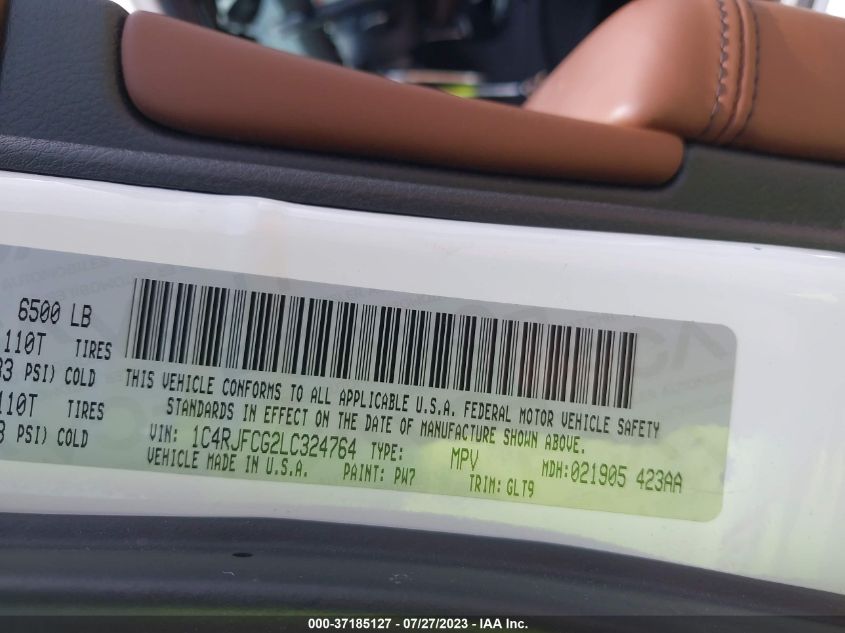 6500 LB
110T TIRES
33 PSI) COLD
110T TIRES
PSI) COLD
THIS VEHICLE CONFORMS TO ALL APPLICABLE U.S.A. FEDERAL MOTOR VEHICLE SAFETY
STANDARDS IN EFFECT ON THE DATE OF MANUFACTURE SHOWN ABOVE.
VIN: 1C4RJFCG2LC324764 TYPE: MPV MDH:021905 423AA
VEHICLE MADE IN U.S.A. PAINT: PW7 TRIM: GLT9
000-37185127 - 07/27/2023 - IAA Inc.